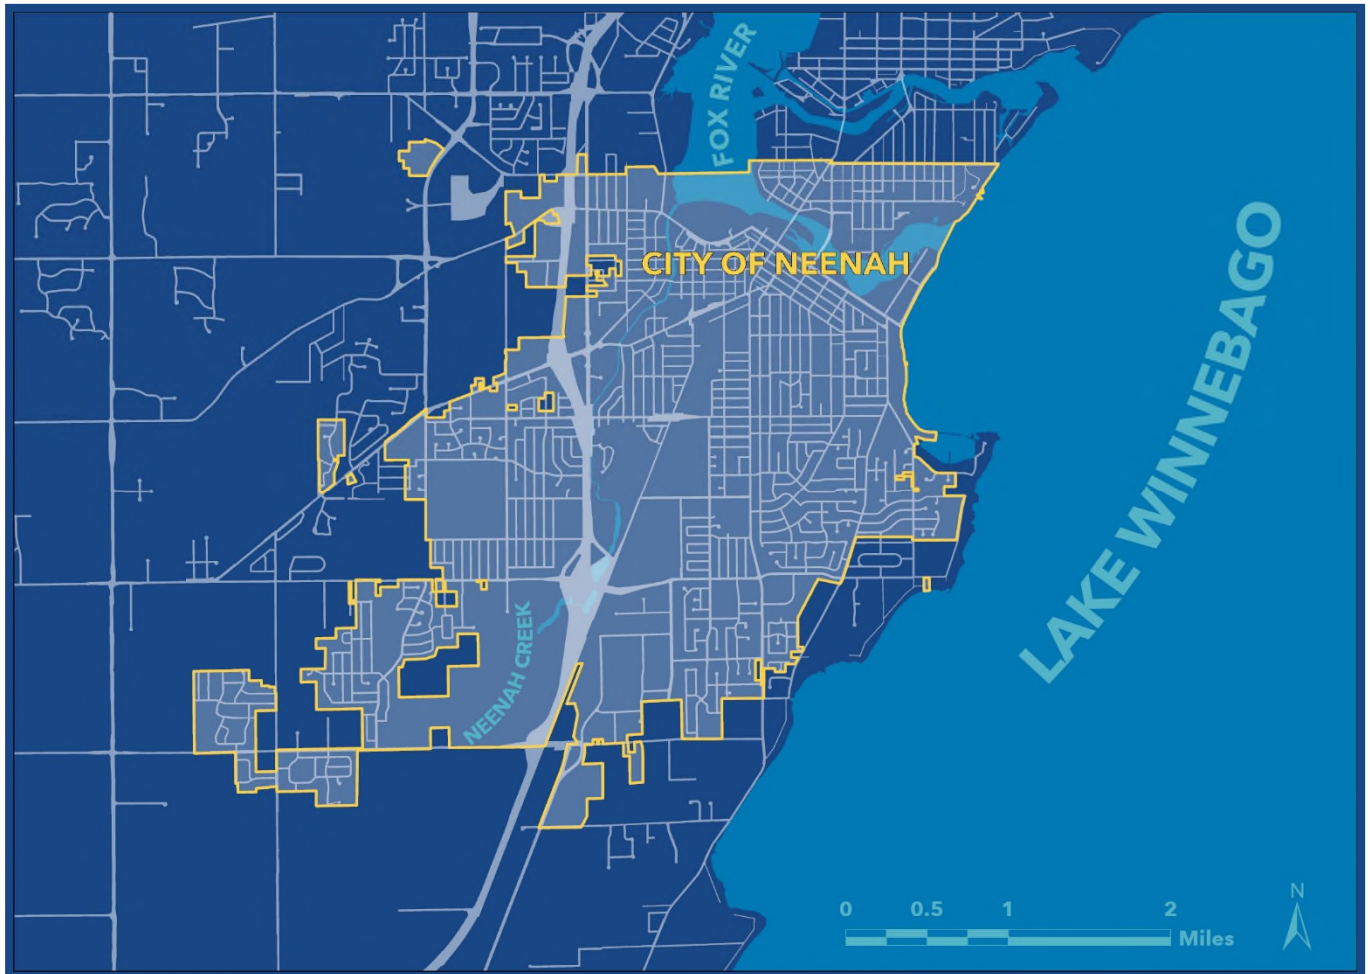 FOX RIVER
CITY OF NEENAH
LAKE WINNEBAGO
NEENAH CREEK
N
0 0.5 1 2
Miles